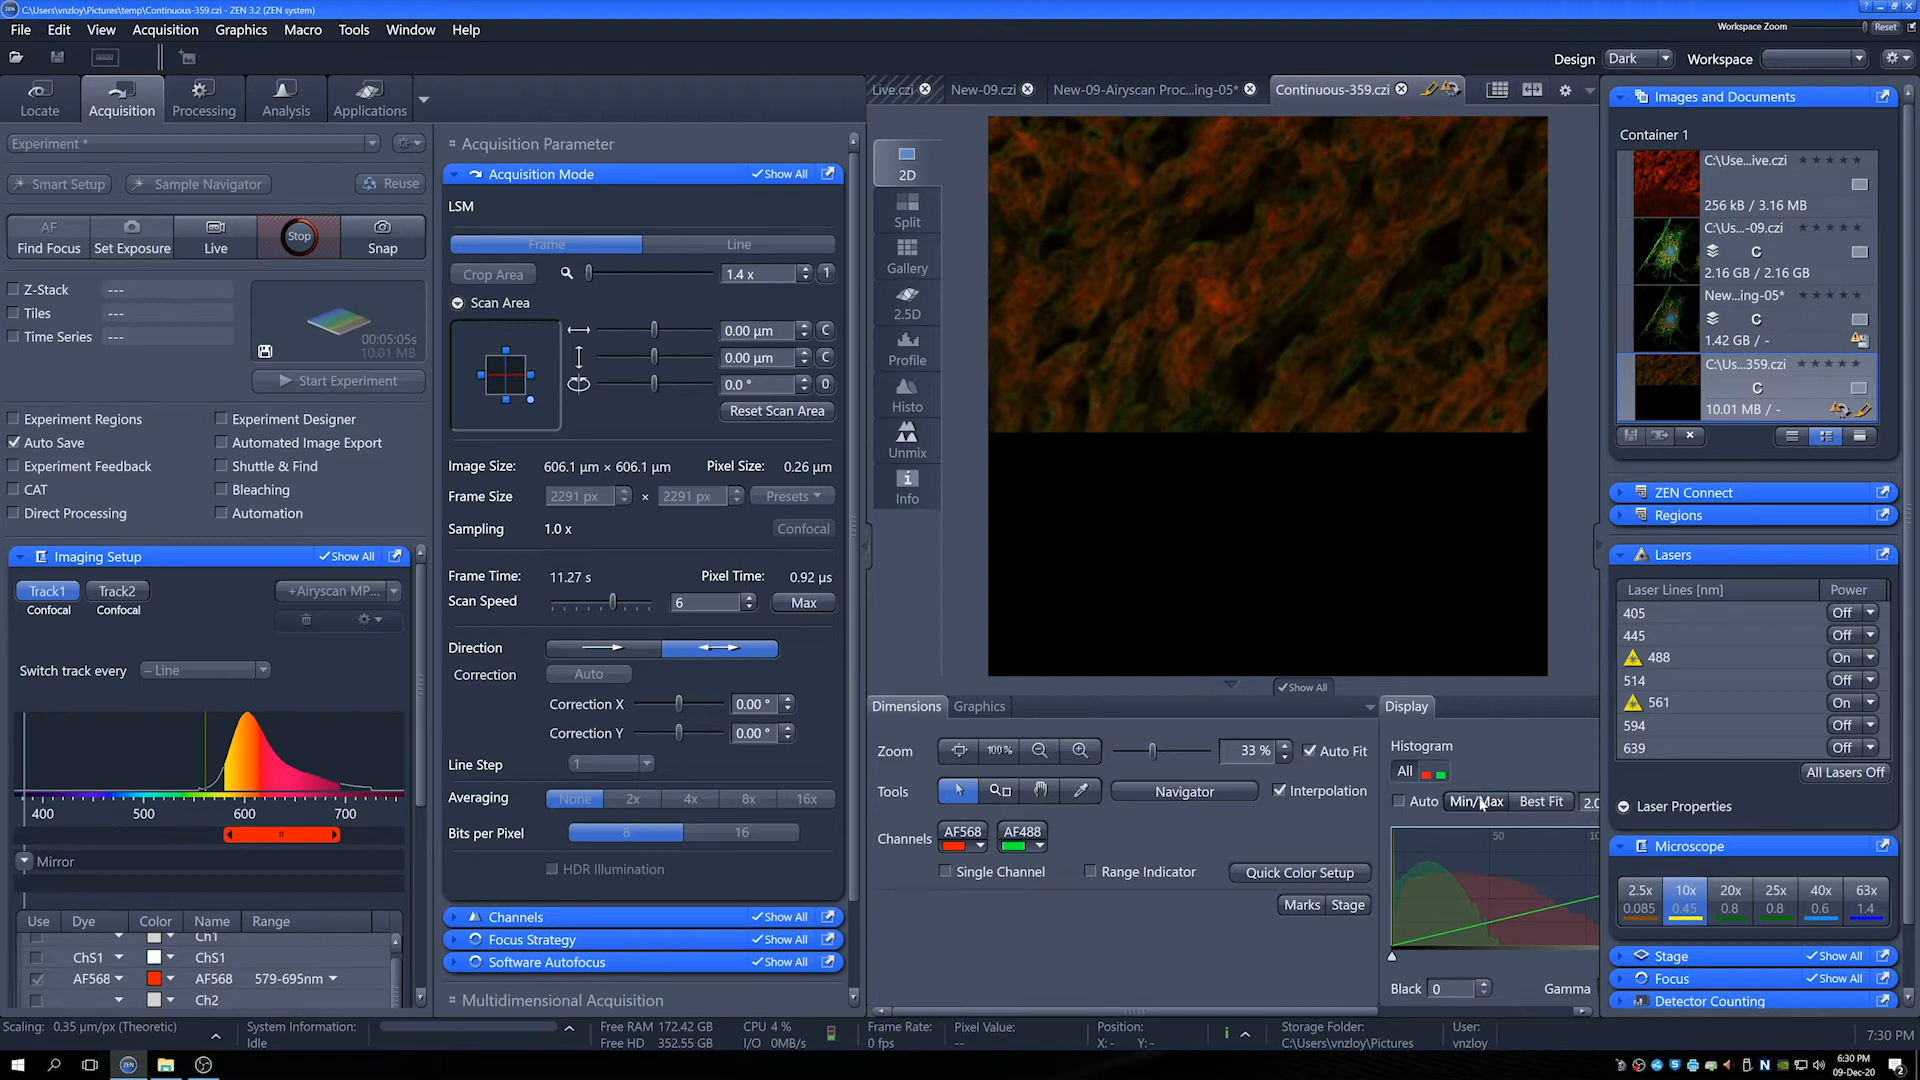 C:\Users\vnzloy\Pictures\temp\Continuous-359.czi - ZEN 3.2 (ZEN system)
File Edit View Acquisition Graphics Macro Tools Window Help
Workspace Zoom Reset
Design Dark Workspace
Locate Acquisition Processing Analysis Applications
Experiment *
Smart Setup Sample Navigator Reuse
AF
Find Focus Set Exposure Live Stop Snap
Z-Stack ---
Tiles ---
Time Series ---
00:05:05s
10.01 MB
Start Experiment
Experiment Regions Experiment Designer
Auto Save Automated Image Export
Experiment Feedback Shuttle & Find
CAT Bleaching
Direct Processing Automation
Imaging Setup Show All
Track1 Track2 +Airyscan MP...
Confocal Confocal
Switch track every – Line
400 500 600 700
Mirror
Use Dye Color Name Range
Ch1
ChS1 ChS1
AF568 AF568 579-695nm
Ch2
Acquisition Parameter
Acquisition Mode Show All
LSM
Frame Line
Crop Area 1.4 x 1
Scan Area
0.00 µm C
0.00 µm C
0.0 ° 0
Reset Scan Area
Image Size: 606.1 µm × 606.1 µm Pixel Size: 0.26 µm
Frame Size 2291 px × 2291 px Presets
Sampling 1.0 x Confocal
Frame Time: 11.27 s Pixel Time: 0.92 µs
Scan Speed 6 Max
Direction
Correction Auto
Correction X 0.00 °
Correction Y 0.00 °
Line Step 1
Averaging None 2x 4x 8x 16x
Bits per Pixel 8 16
HDR Illumination
Channels Show All
Focus Strategy Show All
Software Autofocus Show All
Multidimensional Acquisition
Live.czi New-09.czi New-09-Airyscan Proc...ing-05* Continuous-359.czi
2D
Split
Gallery
2.5D
Profile
Histo
Unmix
Info
Show All
Dimensions Graphics
Zoom 100% 33 % Auto Fit
Tools Navigator Interpolation
Channels AF568 AF488
Single Channel Range Indicator Quick Color Setup
Marks Stage
Display
Histogram
All
Auto Min/Max Best Fit 2.0
50 10
Black 0 Gamma
Images and Documents
Container 1
C:\Use...ive.czi
256 kB / 3.16 MB
C:\Us...-09.czi
C
2.16 GB / 2.16 GB
New...ing-05*
C
1.42 GB / -
C:\Us...359.czi
C
10.01 MB / -
ZEN Connect
Regions
Lasers
Laser Lines [nm] Power
405 Off
445 Off
488 On
514 Off
561 On
594 Off
639 Off
All Lasers Off
Laser Properties
Microscope
2.5x 10x 20x 25x 40x 63x
0.085 0.45 0.8 0.8 0.6 1.4
Stage Show All
Focus Show All
Detector Counting
Scaling: 0.35 µm/px (Theoretic)
System Information:
Idle
Free RAM 172.42 GB
Free HD 352.55 GB
CPU 4 %
I/O 0MB/s
Frame Rate:
0 fps
Pixel Value:
--
Position:
X: - Y: -
Storage Folder:
C:\Users\vnzloy\Pictures
User:
vnzloy
7:30 PM
6:30 PM
09-Dec-20